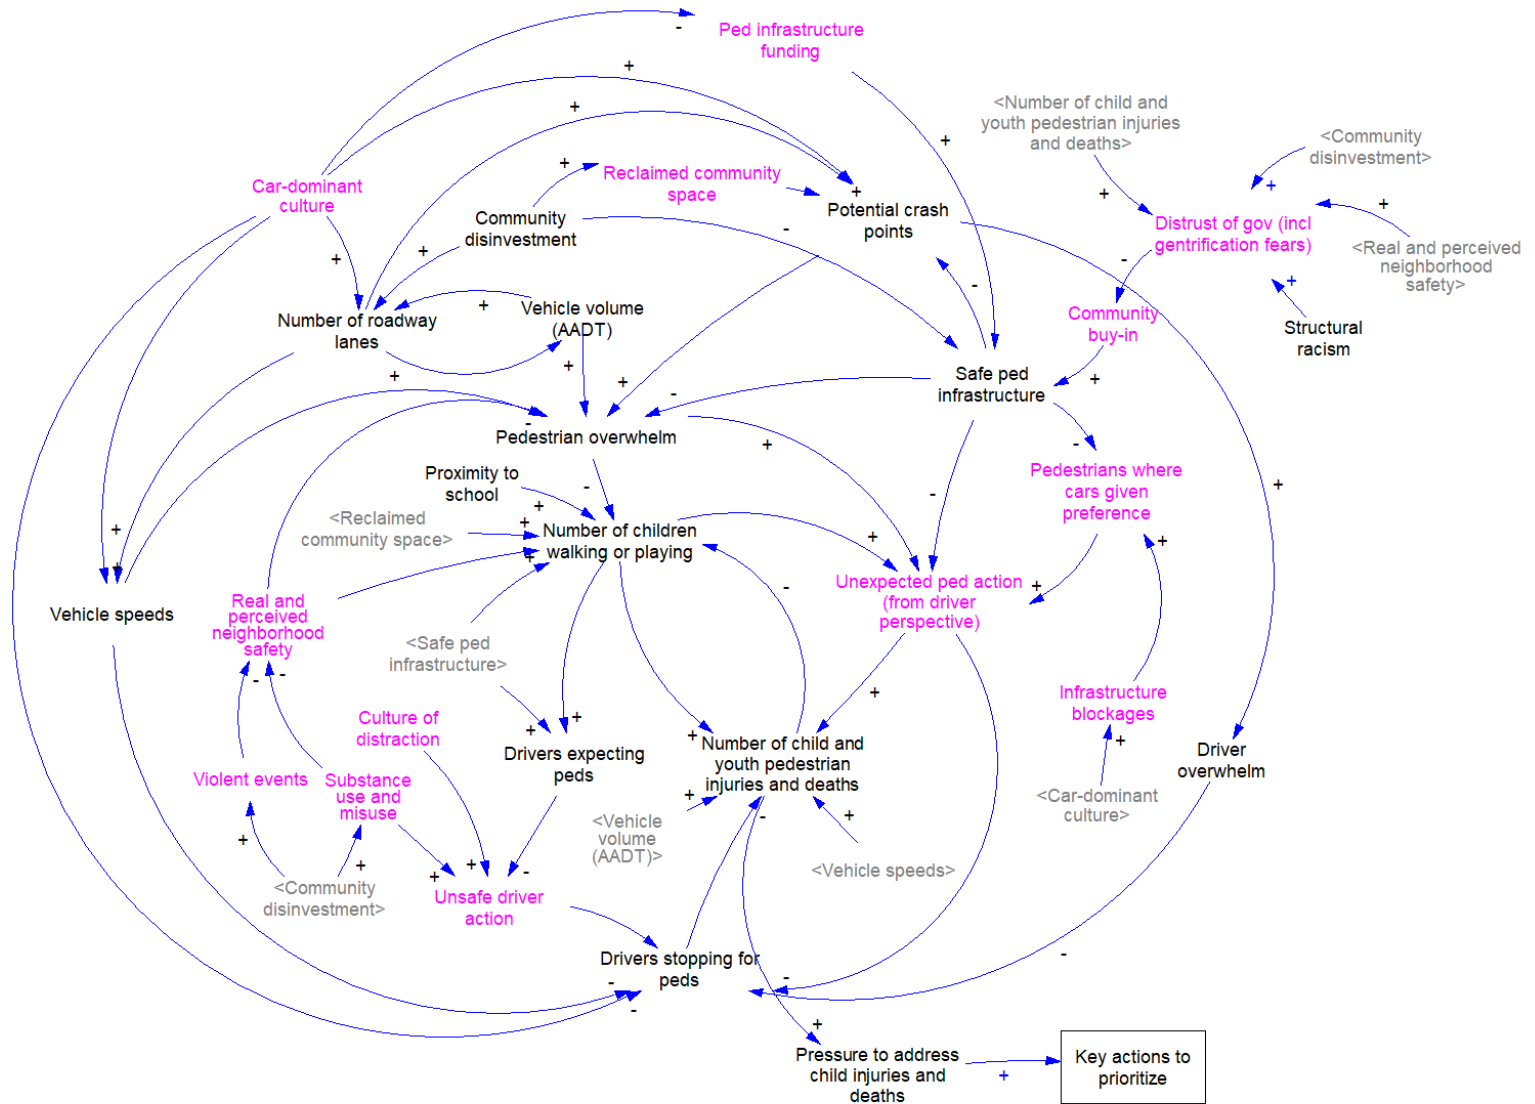 Ped infrastructure
funding
<Number of child and
youth pedestrian injuries
and deaths>
<Community
disinvestment>
Car-dominant
culture
Reclaimed community
space
Community
disinvestment
Potential crash
points
Distrust of gov (incl
gentrification fears)
<Real and perceived
neighborhood
safety>
Number of roadway
lanes
Vehicle volume
(AADT)
Community
buy-in
Structural
racism
Safe ped
infrastructure
Pedestrian overwhelm
Proximity to
school
Pedestrians where
cars given
preference
<Reclaimed
community space>
Number of children
walking or playing
Vehicle speeds
Real and
perceived
neighborhood
safety
Unexpected ped action
(from driver
perspective)
<Safe ped
infrastructure>
Infrastructure
blockages
Culture of
distraction
Drivers expecting
peds
Number of child and
youth pedestrian
injuries and deaths
Driver
overwhelm
Violent events
Substance
use and
misuse
<Vehicle
volume
(AADT)>
<Car-dominant
culture>
<Vehicle speeds>
<Community
disinvestment>
Unsafe driver
action
Drivers stopping for
peds
Pressure to address
child injuries and
deaths
Key actions to
prioritize